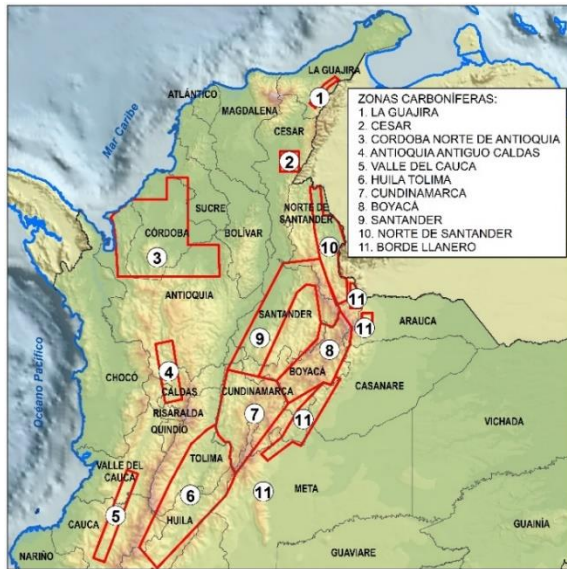 LA GUAJIRA
ATLÁNTICO
MAGDALENA
Mar Caribe
CESAR
1
2
ZONAS CARBONÍFERAS:
1. LA GUAJIRA
2. CESAR
3. CORDOBA NORTE DE ANTIOQUIA
4. ANTIOQUIA ANTIGUO CALDAS
5. VALLE DEL CAUCA
6. HUILA TOLIMA
7. CUNDINAMARCA
8. BOYACÁ
9. SANTANDER
10. NORTE DE SANTANDER
11. BORDE LLANERO
SUCRE
NORTE DE
SANTANDER
CÓRDOBA
BOLÍVAR
10
3
ANTIOQUIA
11
SANTANDER
11
ARAUCA
9
8
Océano Pacífico
4
BOYACÁ
CHOCÓ
CALDAS
CUNDINAMARCA
CASANARE
RISARALDA
7
11
VICHADA
QUINDÍO
TOLIMA
VALLE DEL
CAUCA
6
11
META
CAUCA
5
HUILA
GUAINÍA
NARIÑO
GUAVIARE